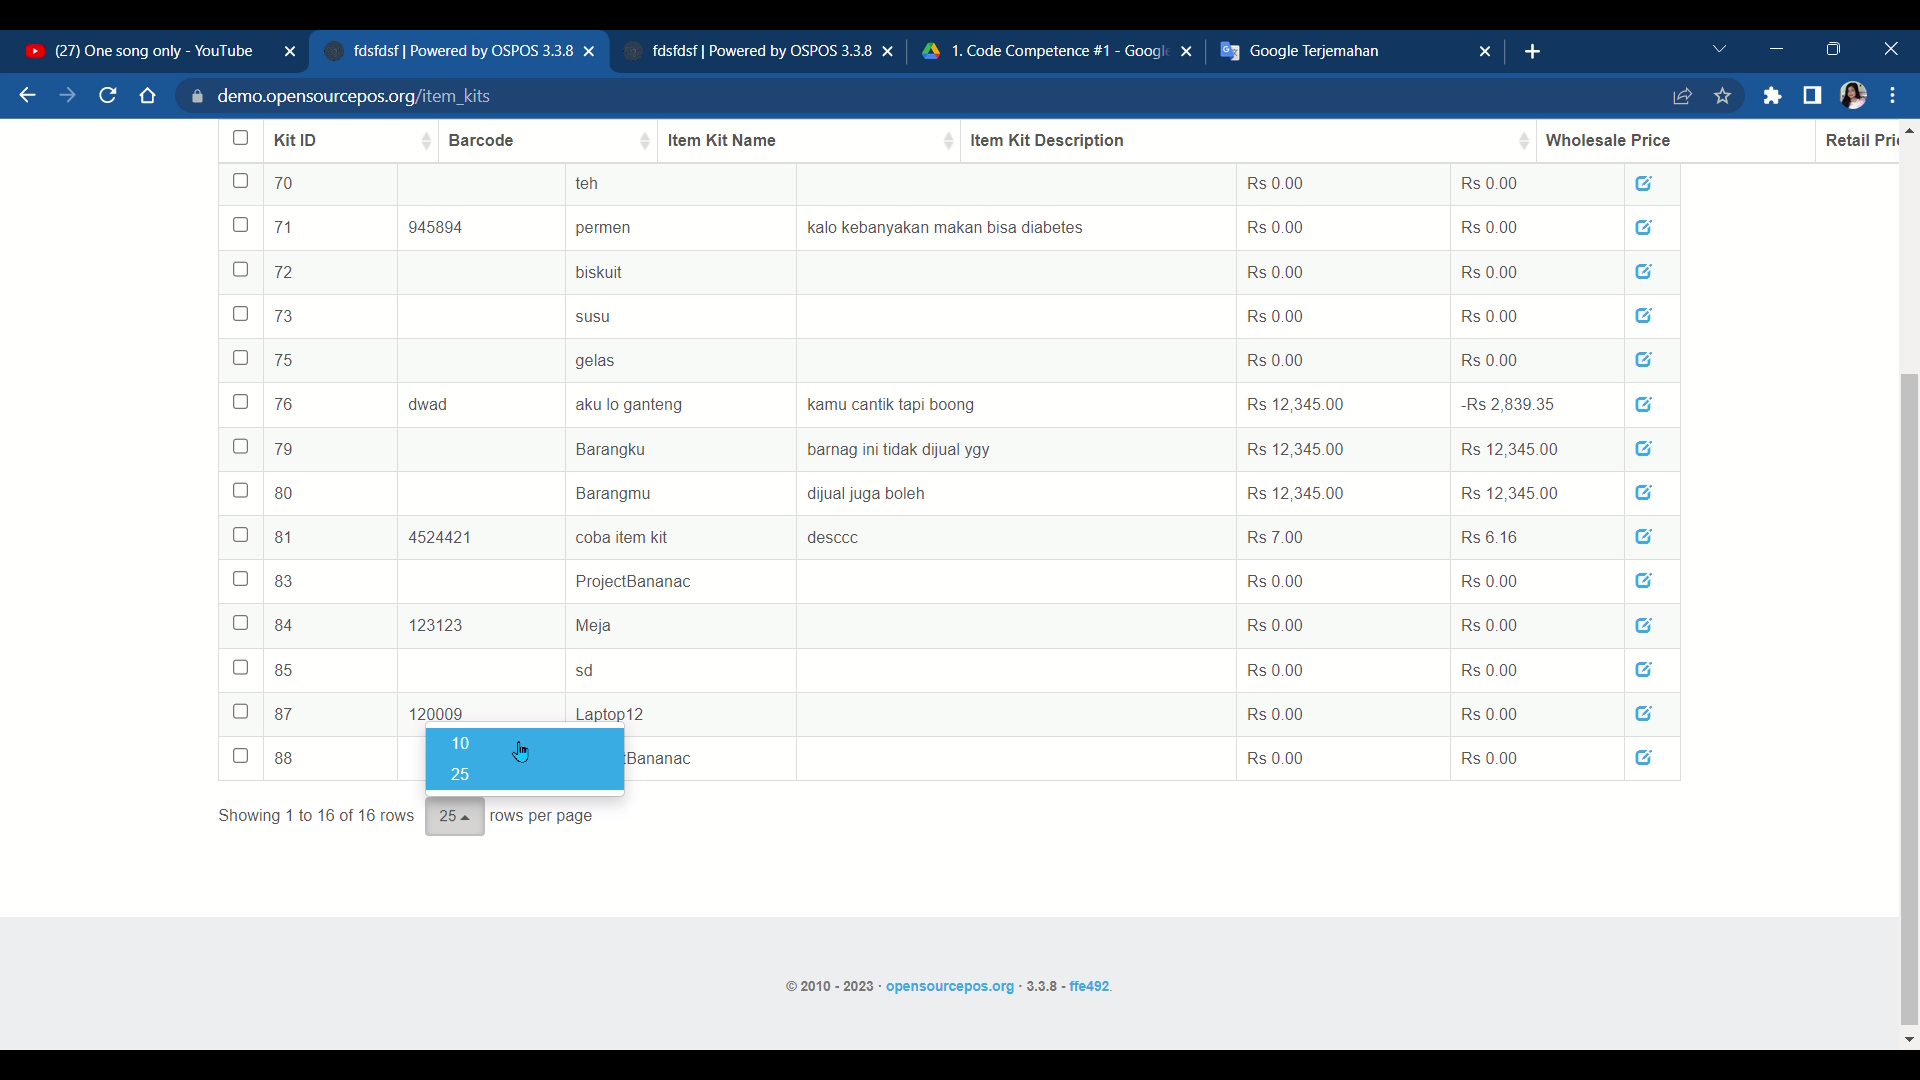 (27) One song only - YouTube
fdsfdsf | Powered by OSPOS 3.3.8
fdsfdsf | Powered by OSPOS 3.3.8
1. Code Competence #1 - Google
Google Terjemahan
demo.opensourcepos.org/item_kits
Kit ID Barcode Item Kit Name Item Kit Description Wholesale Price Retail Pri
70 teh Rs 0.00 Rs 0.00
71 945894 permen kalo kebanyakan makan bisa diabetes Rs 0.00 Rs 0.00
72 biskuit Rs 0.00 Rs 0.00
73 susu Rs 0.00 Rs 0.00
75 gelas Rs 0.00 Rs 0.00
76 dwad aku lo ganteng kamu cantik tapi boong Rs 12,345.00 -Rs 2,839.35
79 Barangku barnag ini tidak dijual ygy Rs 12,345.00 Rs 12,345.00
80 Barangmu dijual juga boleh Rs 12,345.00 Rs 12,345.00
81 4524421 coba item kit desccc Rs 7.00 Rs 6.16
83 ProjectBananac Rs 0.00 Rs 0.00
84 123123 Meja Rs 0.00 Rs 0.00
85 sd Rs 0.00 Rs 0.00
87 120009 Laptop12 Rs 0.00 Rs 0.00
88 tBananac Rs 0.00 Rs 0.00
10
25
Showing 1 to 16 of 16 rows 25 rows per page
© 2010 - 2023 · opensourcepos.org · 3.3.8 - ffe492.